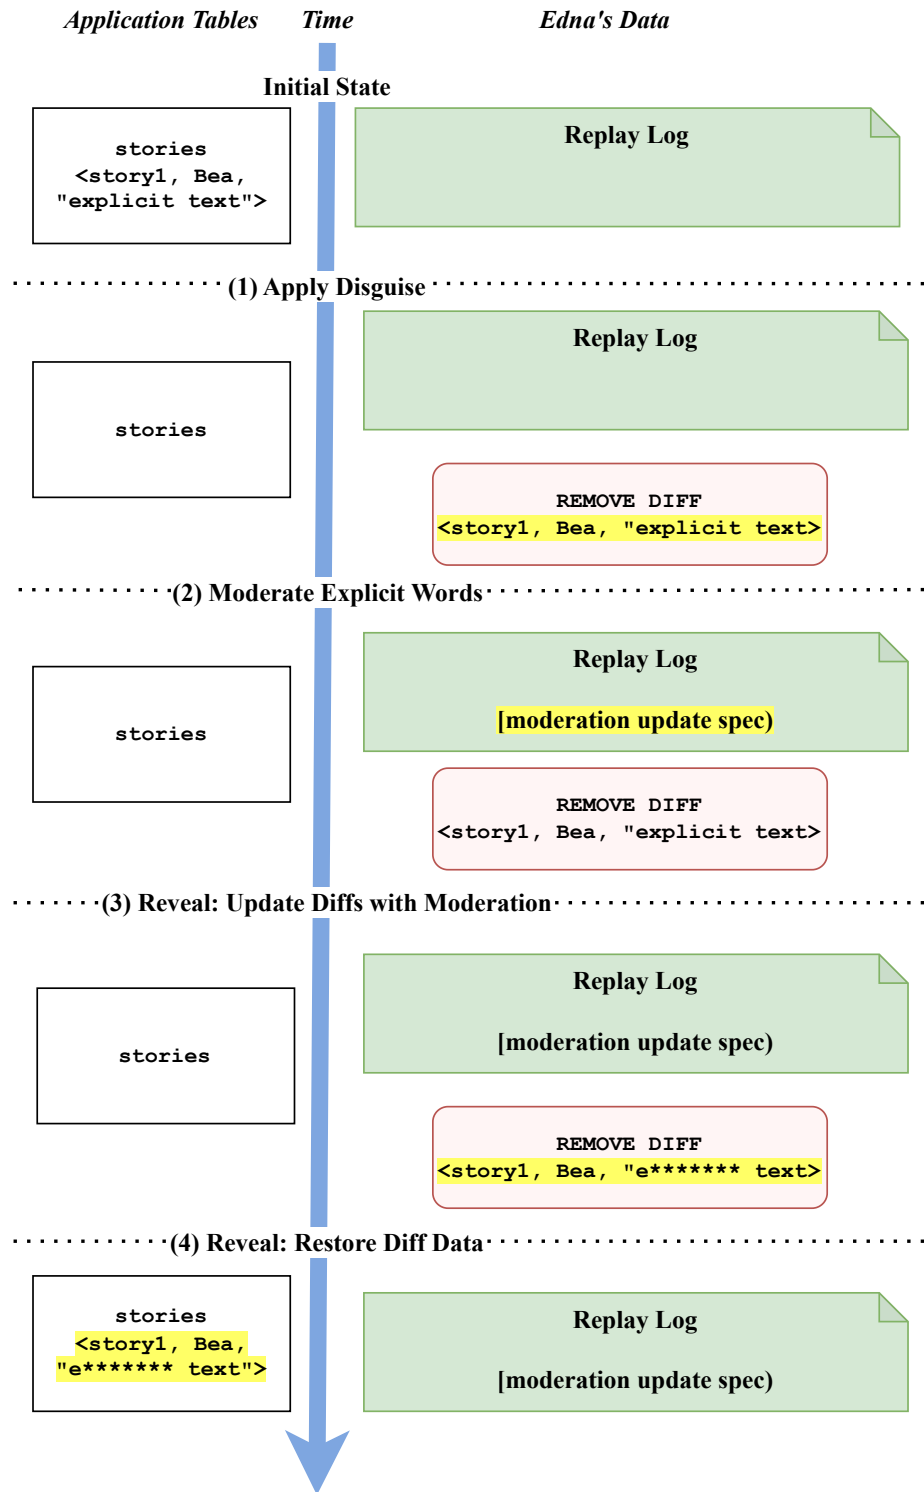 Application Tables Time Edna's Data
Initial State
stories
<story1, Bea,
"explicit text">
Replay Log
(1) Apply Disguise
stories
Replay Log
REMOVE DIFF
<story1, Bea, "explicit text>
(2) Moderate Explicit Words
stories
Replay Log
[moderation update spec)
REMOVE DIFF
<story1, Bea, "explicit text>
(3) Reveal: Update Diffs with Moderation
stories
Replay Log
[moderation update spec)
REMOVE DIFF
<story1, Bea, "e******* text>
(4) Reveal: Restore Diff Data
stories
<story1, Bea,
"e******* text">
Replay Log
[moderation update spec)